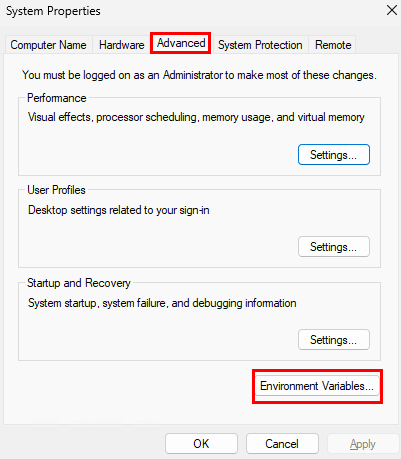 System Properties
Computer Name Hardware Advanced System Protection Remote
You must be logged on as an Administrator to make most of these changes.
Performance
Visual effects, processor scheduling, memory usage, and virtual memory
Settings...
User Profiles
Desktop settings related to your sign-in
Settings...
Startup and Recovery
System startup, system failure, and debugging information
Settings...
Environment Variables...
OK Cancel Apply